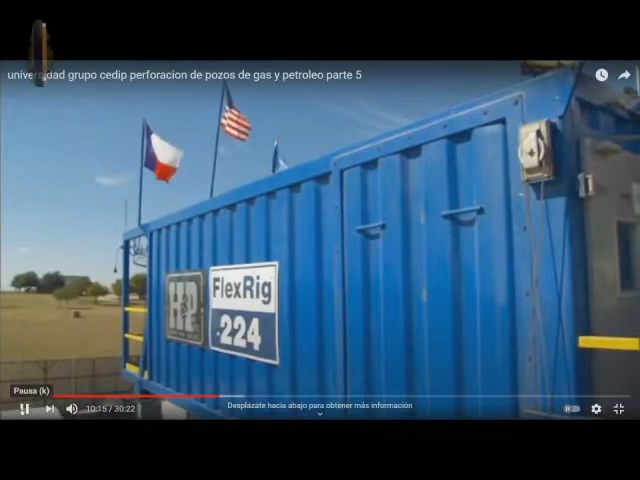 universidad grupo cedip perforacion de pozos de gas y petroleo parte 5
H&P
FlexRig
224
Pausa (k)
10:15 / 30:22
Desplázate hacia abajo para obtener más información